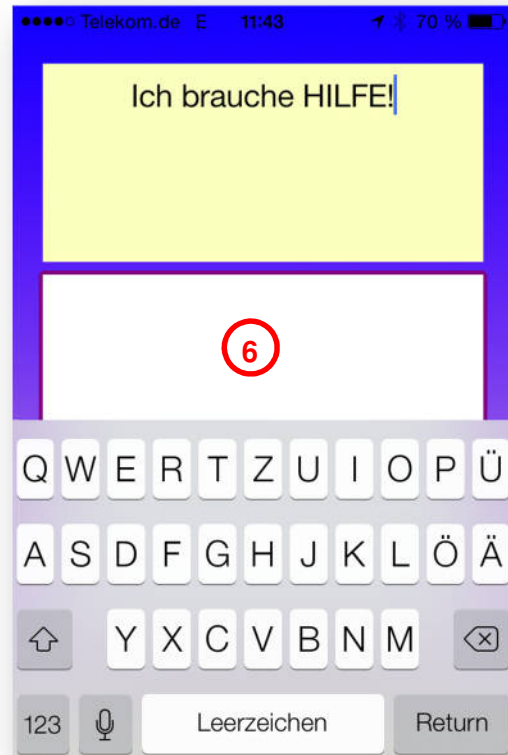 Telekom.de E 11:43 70 %
Ich brauche HILFE!
6
Q W E R T Z U I O P Ü
A S D F G H J K L Ö Ä
Y X C V B N M
123 Leerzeichen Return